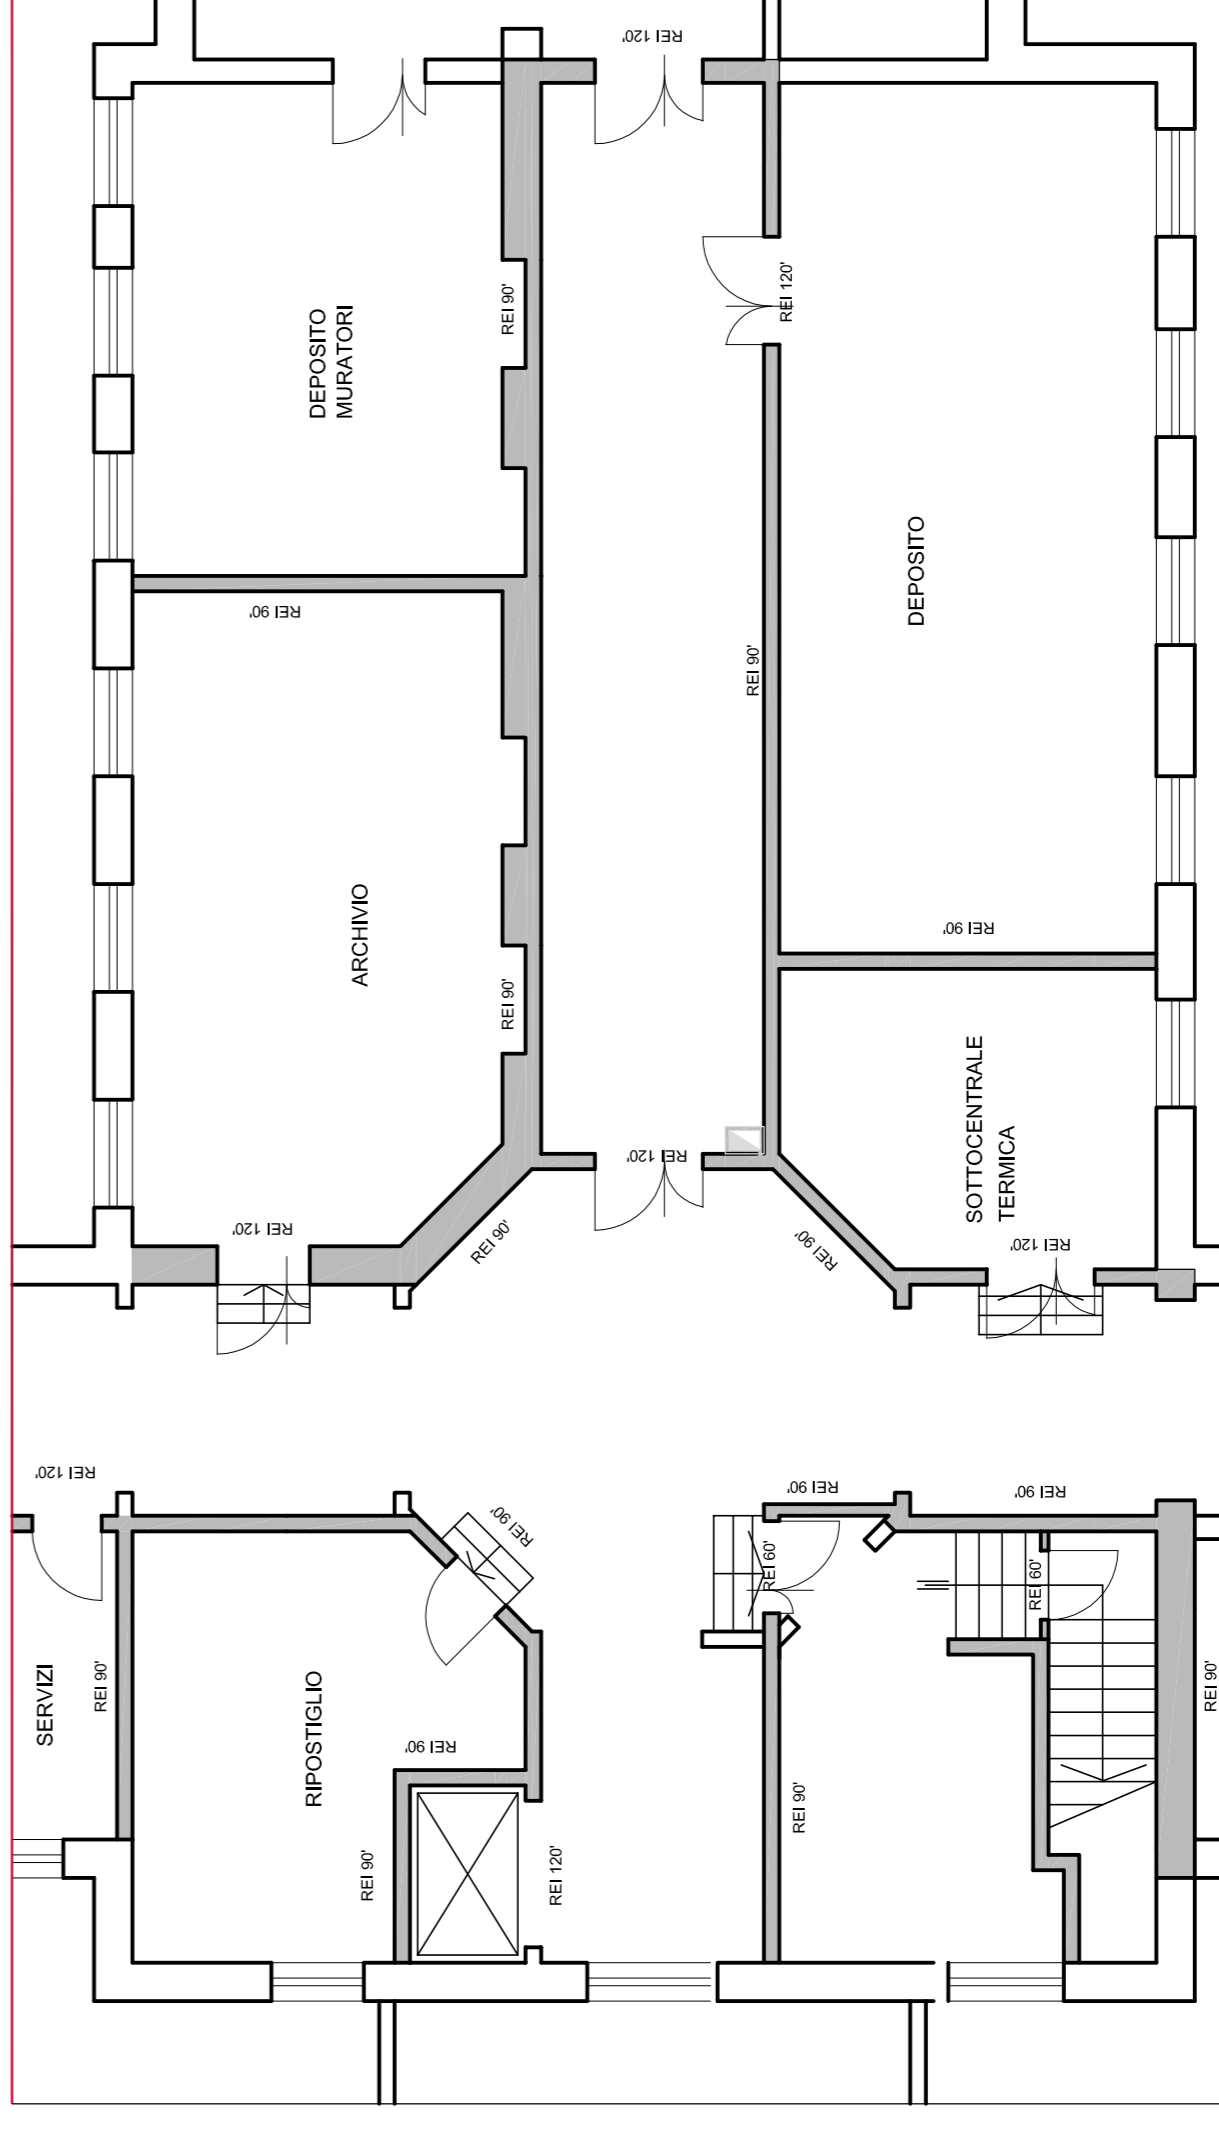 REI 120'
REI 120'
REI 90'
DEPOSITO
MURATORI
DEPOSITO
REI 90'
REI 90'
ARCHIVIO
REI 90'
REI 90'
SOTTOCENTRALE
TERMICA
REI 120'
REI 120'
REI 90'
REI 90'
REI 120'
REI 120'
REI 90'
REI 90'
REI 90'
REI 60'
REI 60'
SERVIZI
REI 90'
RIPOSTIGLIO
REI 90'
REI 90'
REI 90'
REI 120'
REI 90'